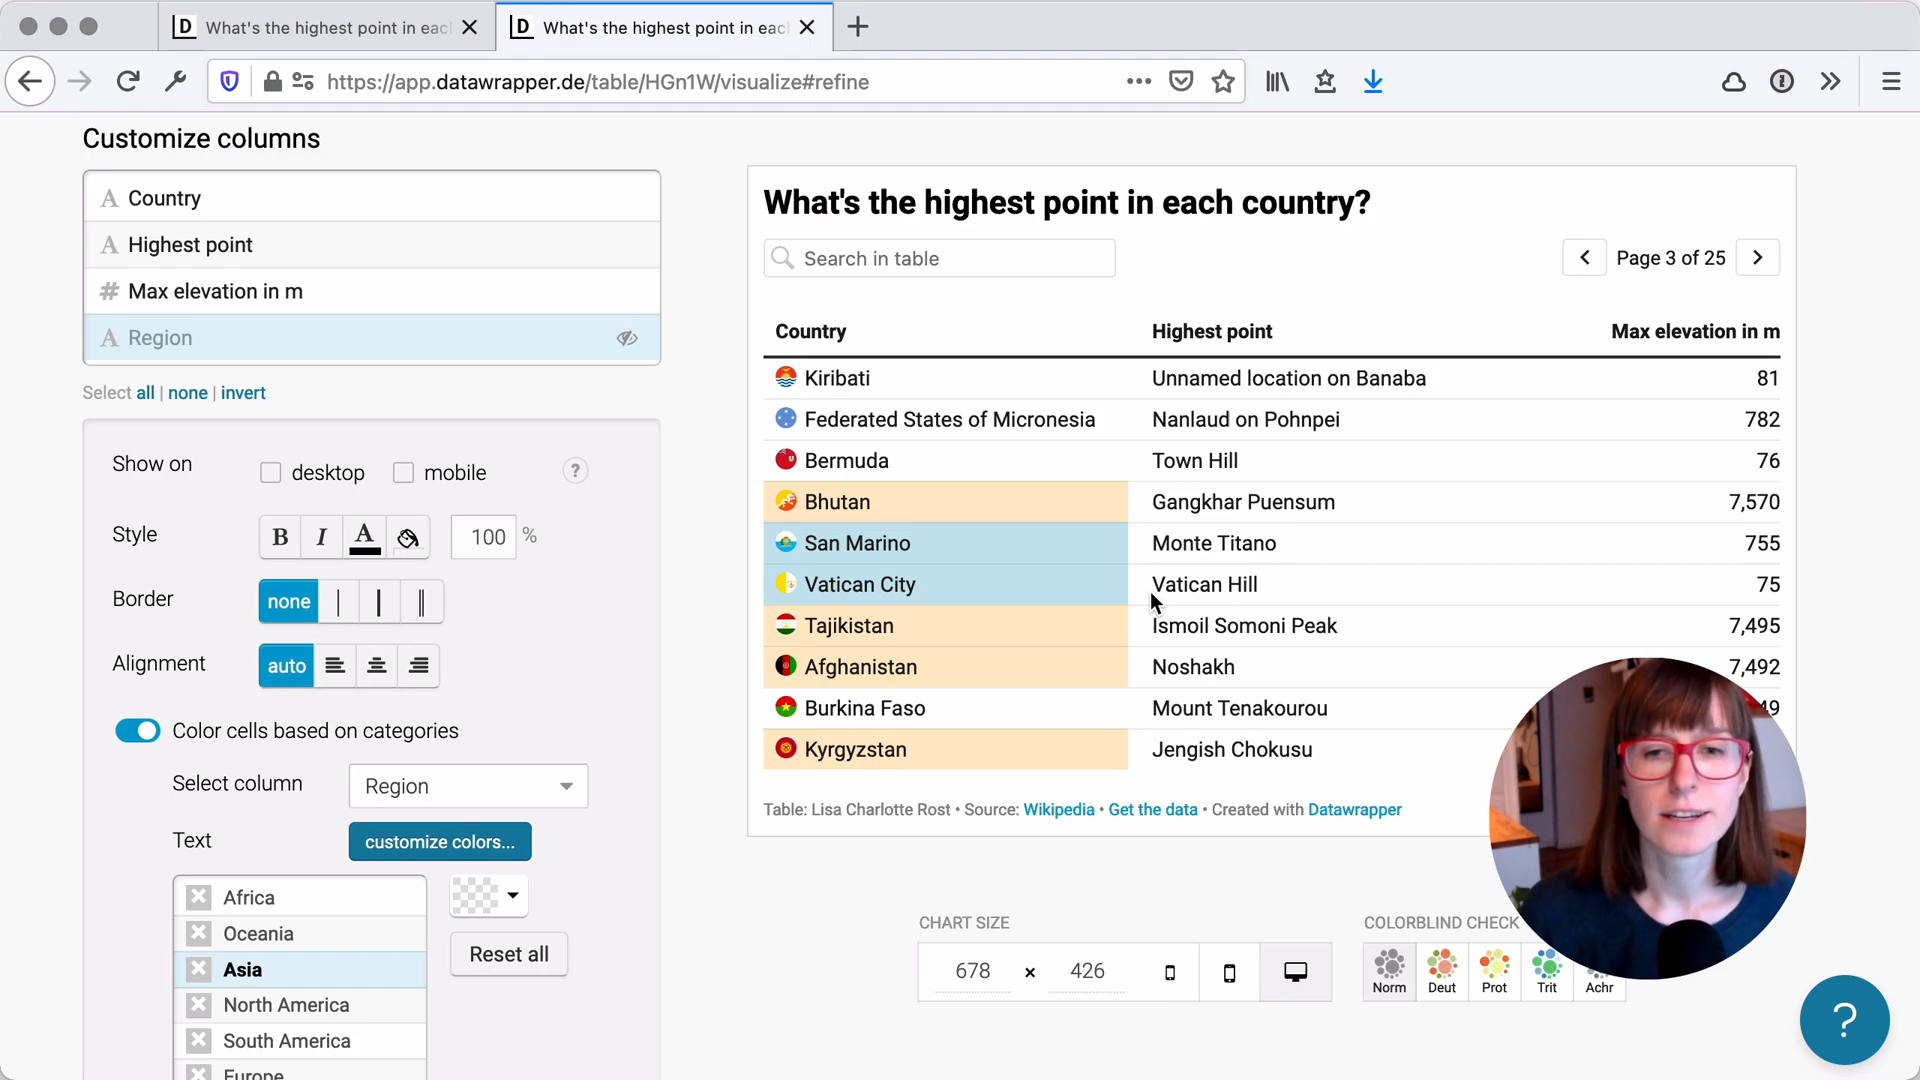 What's the highest point in eac
What's the highest point in eac
https://app.datawrapper.de/table/HGn1W/visualize#refine
Customize columns
A Country
A Highest point
# Max elevation in m
A Region
Select all | none | invert
Show on
desktop
mobile
?
Style
B I A
100 %
Border
none
Alignment
auto
Color cells based on categories
Select column
Region
Text
customize colors...
Africa
Oceania
Asia
North America
South America
Europe
Reset all
What's the highest point in each country?
Search in table
< Page 3 of 25 >
Country Highest point Max elevation in m
Kiribati Unnamed location on Banaba 81
Federated States of Micronesia Nanlaud on Pohnpei 782
Bermuda Town Hill 76
Bhutan Gangkhar Puensum 7,570
San Marino Monte Titano 755
Vatican City Vatican Hill 75
Tajikistan Ismoil Somoni Peak 7,495
Afghanistan Noshakh 7,492
Burkina Faso Mount Tenakourou 49
Kyrgyzstan Jengish Chokusu
Table: Lisa Charlotte Rost • Source: Wikipedia • Get the data • Created with Datawrapper
CHART SIZE
678 × 426
COLORBLIND CHECK
Norm Deut Prot Trit Achr
?